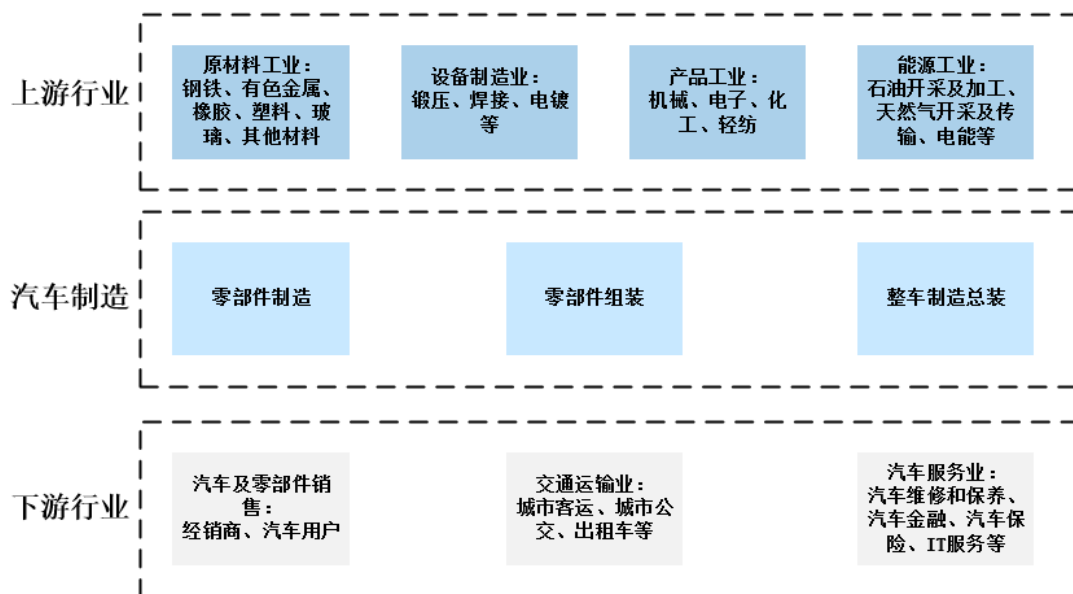 上游行业
原材料工业：
钢铁、有色金属、
橡胶、塑料、玻
璃、其他材料
设备制造业：
锻压、焊接、电镀
等
产品工业：
机械、电子、化
工、轻纺
能源工业：
石油开采及加工、
天然气开采及传
输、电能等
汽车制造
零部件制造
零部件组装
整车制造总装
下游行业
汽车及零部件销
售：
经销商、汽车用户
交通运输业：
城市客运、城市公
交、出租车等
汽车服务业：
汽车维修和保养、
汽车金融、汽车保
险、IT服务等